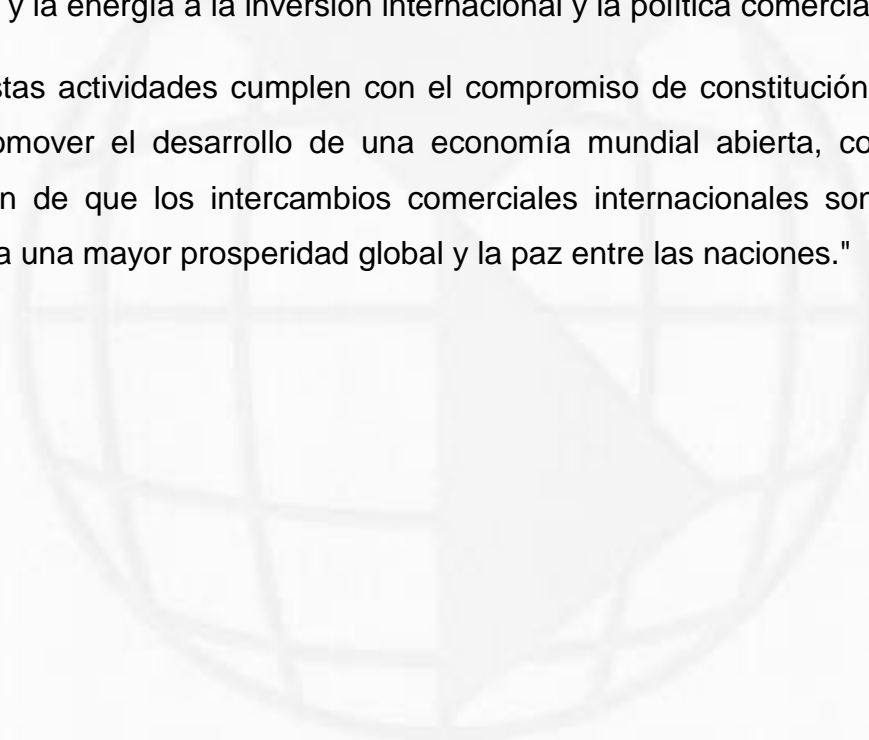 y la energía a la inversión internacional y la política comercia
stas actividades cumplen con el compromiso de constitución
omover el desarrollo de una economía mundial abierta, co
n de que los intercambios comerciales internacionales son
a una mayor prosperidad global y la paz entre las naciones."